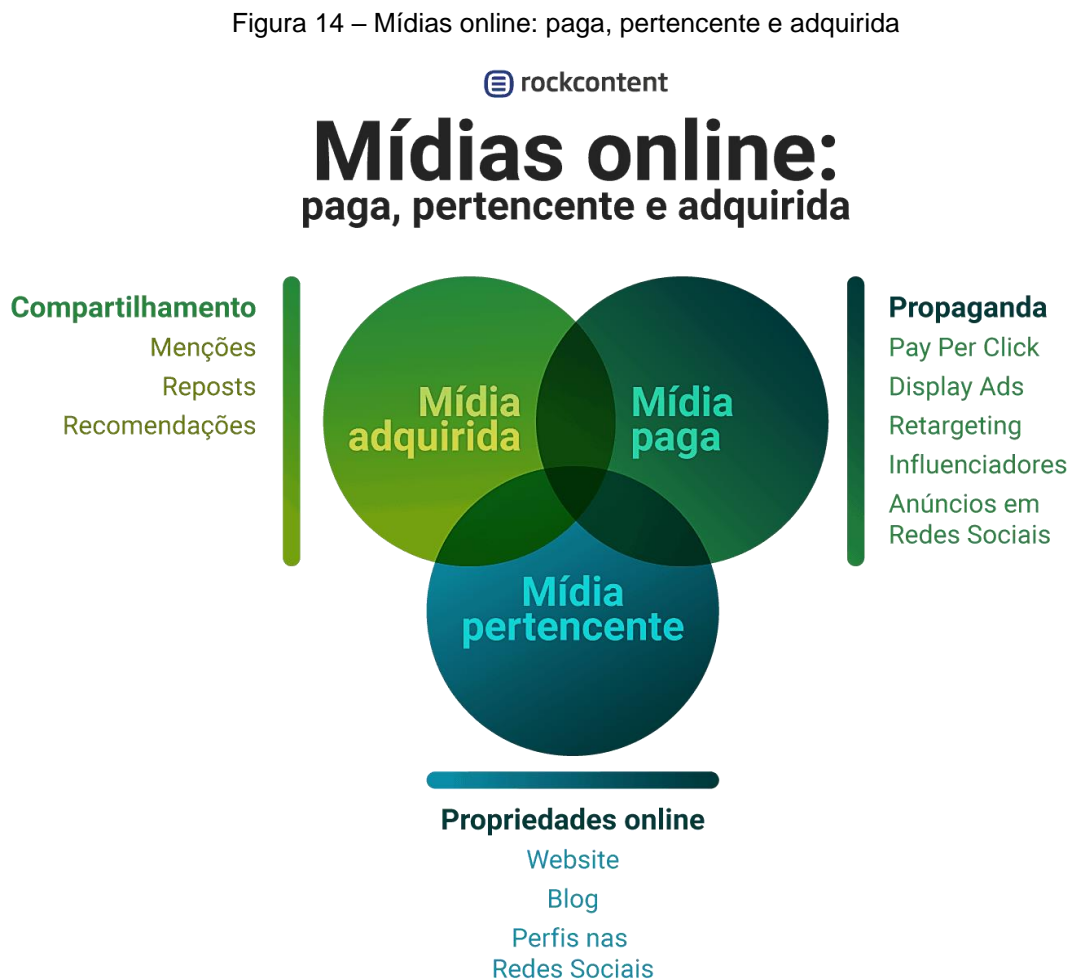 Figura 14 – Mídias online: paga, pertencente e adquirida
rockcontent
Mídias online:
paga, pertencente e adquirida
Compartilhamento
Menções
Reposts
Recomendações
Mídia
adquirida
Mídia
paga
Propaganda
Pay Per Click
Display Ads
Retargeting
Influenciadores
Anúncios em
Redes Sociais
Mídia
pertencente
Propriedades online
Website
Blog
Perfis nas
Redes Sociais